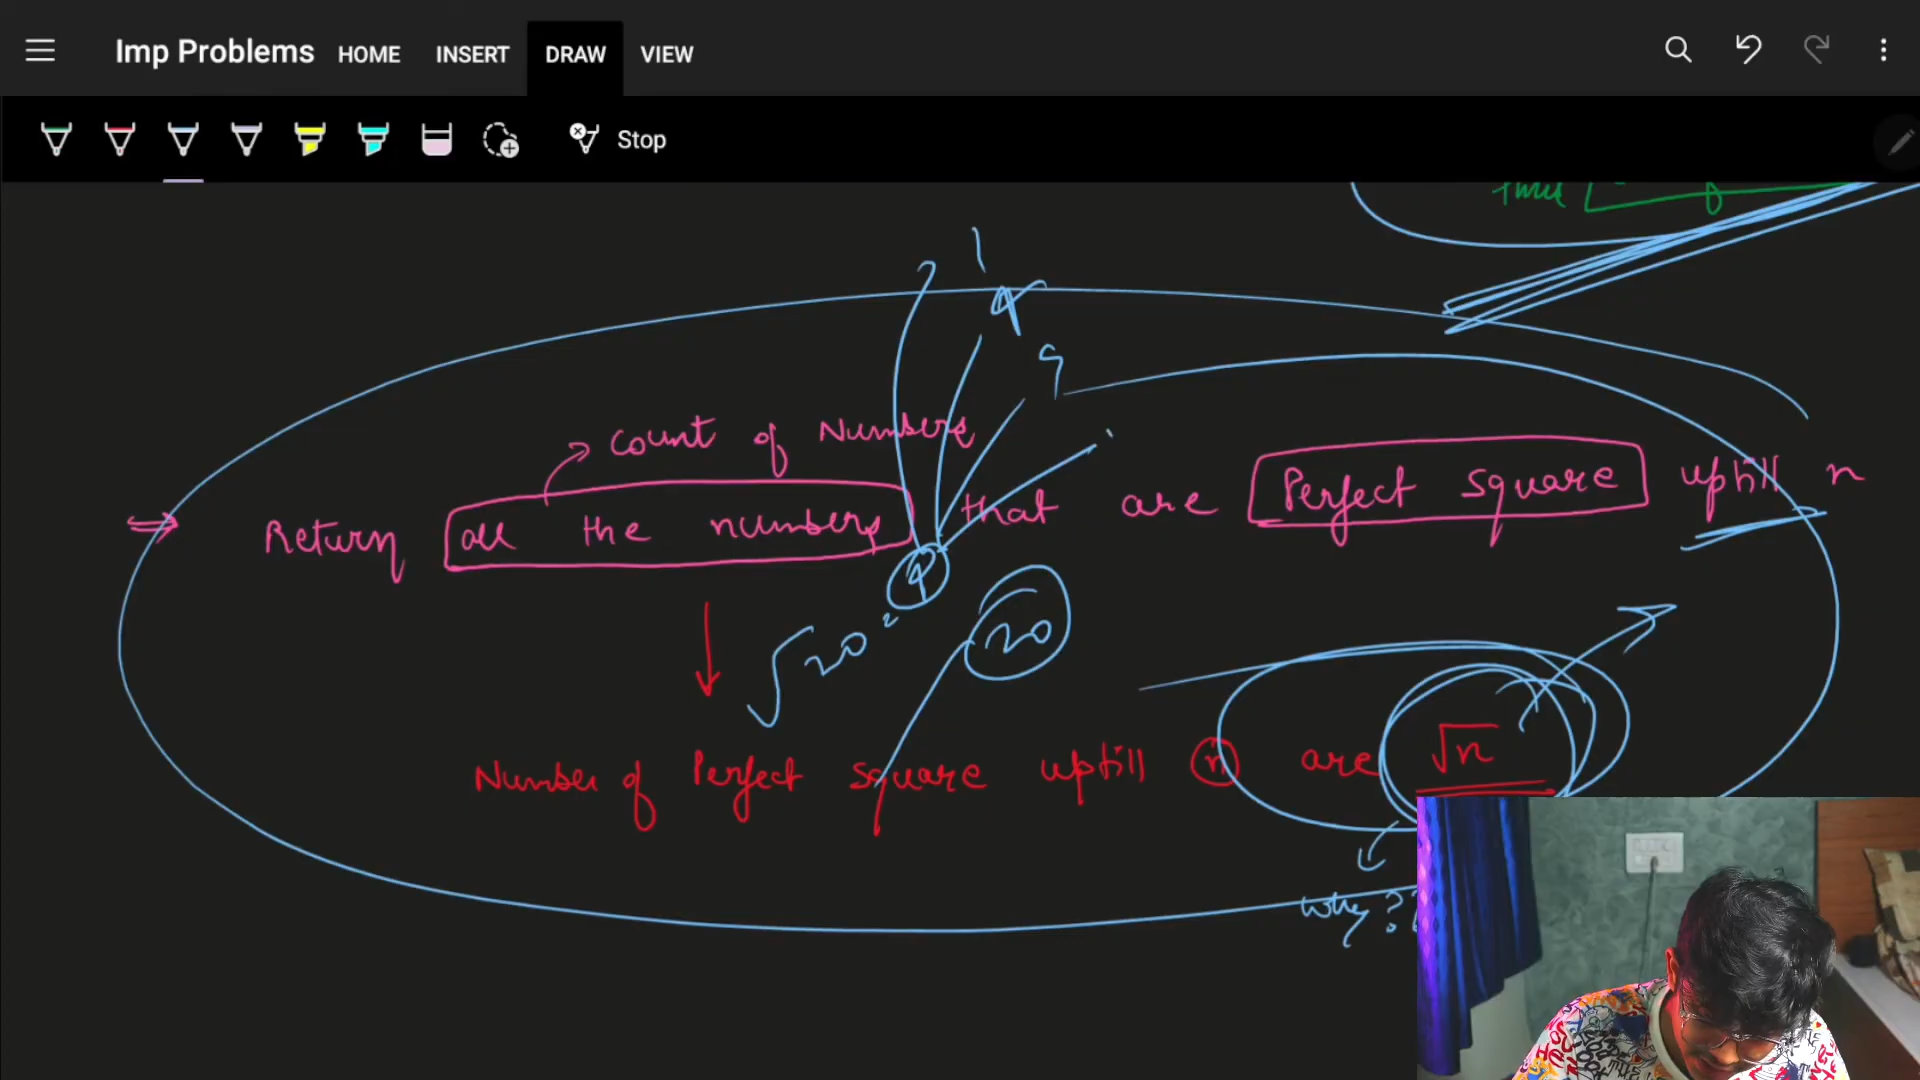 Imp Problems HOME INSERT DRAW VIEW
Stop
1
4
9
Count of Numbers
Return all the numbers that are Perfect square uptill n
4
√20
20
Number of Perfect square uptill n are √n
why?